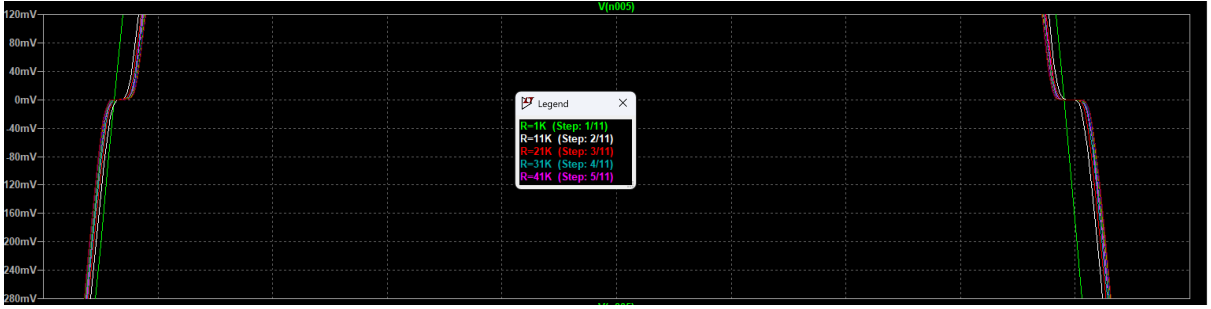 V(n005)
120mV
80mV
40mV
0mV
-40mV
-80mV
120mV
160mV
200mV
240mV
280mV
Legend
R=1K (Step: 1/11)
R=11K (Step: 2/11)
R=21K (Step: 3/11)
R=31K (Step: 4/11)
R=41K (Step: 5/11)